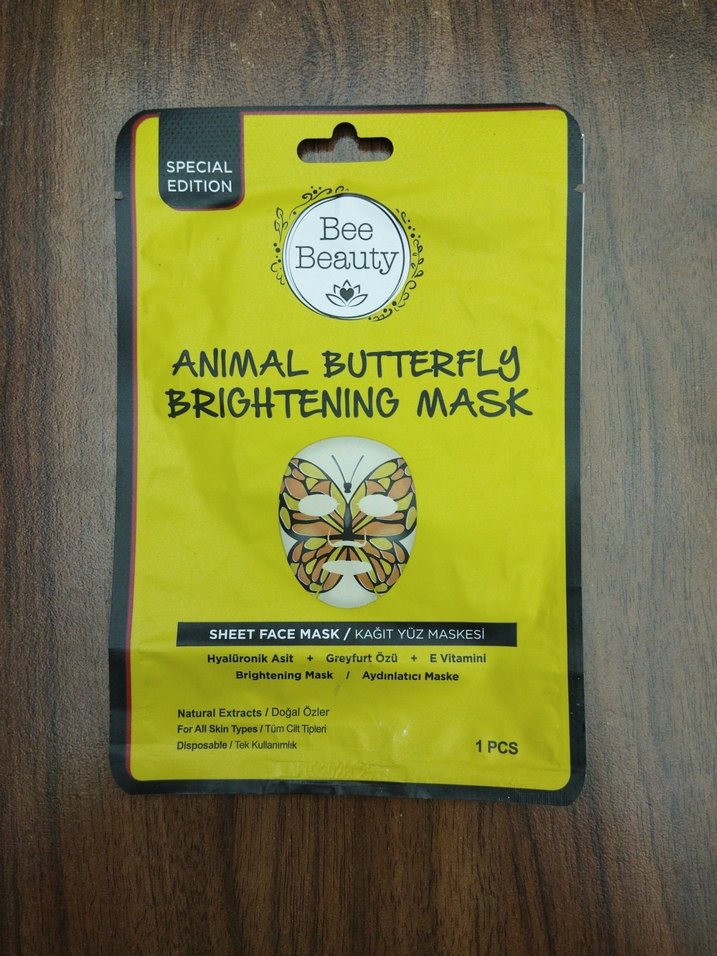 SPECIAL
EDITION
Bee
Beauty
ANIMAL BUTTERFLY
BRIGHTENING MASK
SHEET FACE MASK / KAĞIT YÜZ MASKESİ
Hyalüronik Asit + Greyfurt Özü + E Vitamini
Brightening Mask / Aydınlatıcı Maske
Natural Extracts / Doğal Özler
For All Skin Types / Tüm Cilt Tipleri
Disposable / Tek Kullanımlık
1 PCS